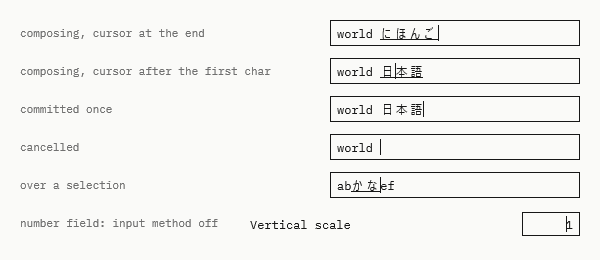 composing, cursor at the end world にほんご
composing, cursor after the first char world 日本語
committed once world 日本語
cancelled world
over a selection abかなef
number field: input method off Vertical scale 1